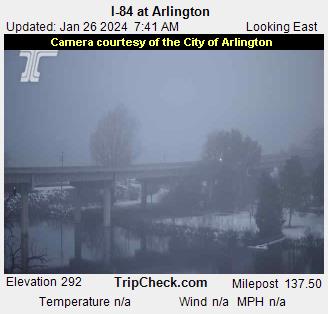 I-84 at Arlington
Updated: Jan 26 2024 7:41 AM Looking East
Camera courtesy of the City of Arlington
Elevation 292 TripCheck.com Milepost 137.50
Temperature n/a Wind n/a MPH n/a